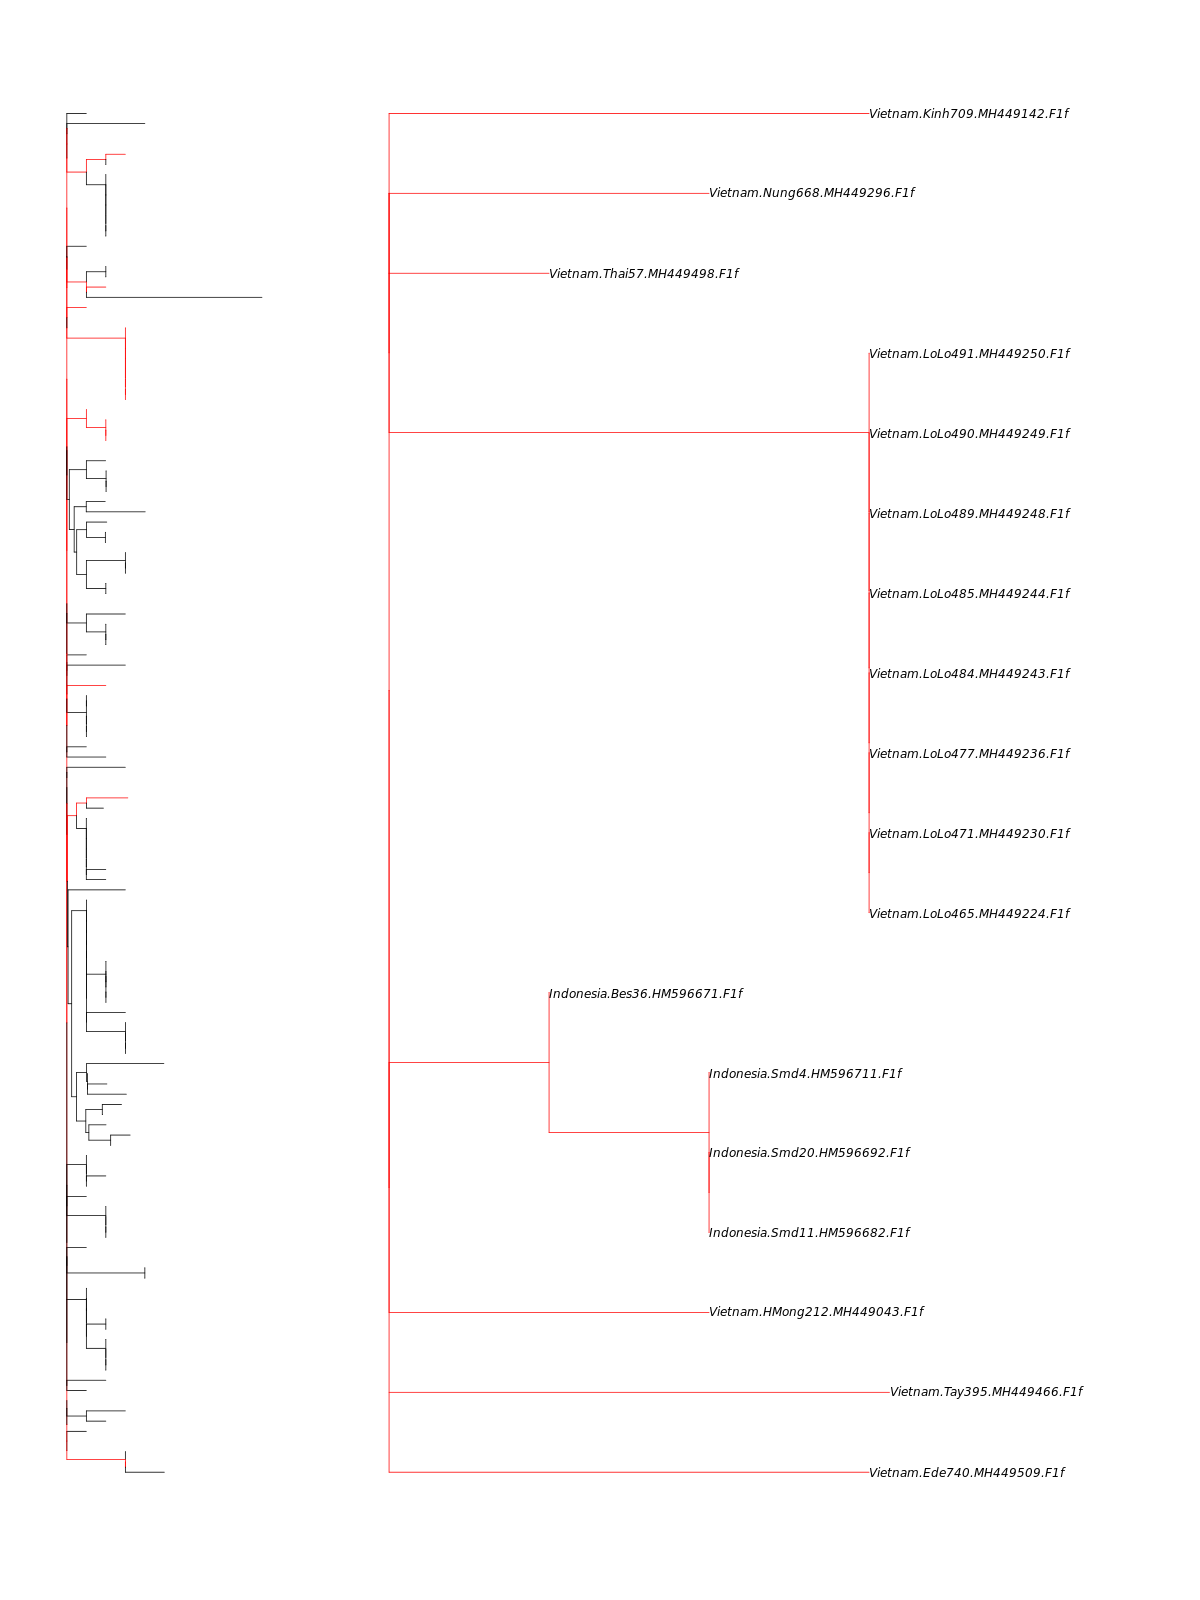 Vietnam.Kinh709.MH449142.F1f
Vietnam.Nung668.MH449296.F1f
Vietnam.Thai57.MH449498.F1f
Vietnam.LoLo491.MH449250.F1f
Vietnam.LoLo490.MH449249.F1f
Vietnam.LoLo489.MH449248.F1f
Vietnam.LoLo485.MH449244.F1f
Vietnam.LoLo484.MH449243.F1f
Vietnam.LoLo477.MH449236.F1f
Vietnam.LoLo471.MH449230.F1f
Vietnam.LoLo465.MH449224.F1f
Indonesia.Bes36.HM596671.F1f
Indonesia.Smd4.HM596711.F1f
Indonesia.Smd20.HM596692.F1f
Indonesia.Smd11.HM596682.F1f
Vietnam.HMong212.MH449043.F1f
Vietnam.Tay395.MH449466.F1f
Vietnam.Ede740.MH449509.F1f